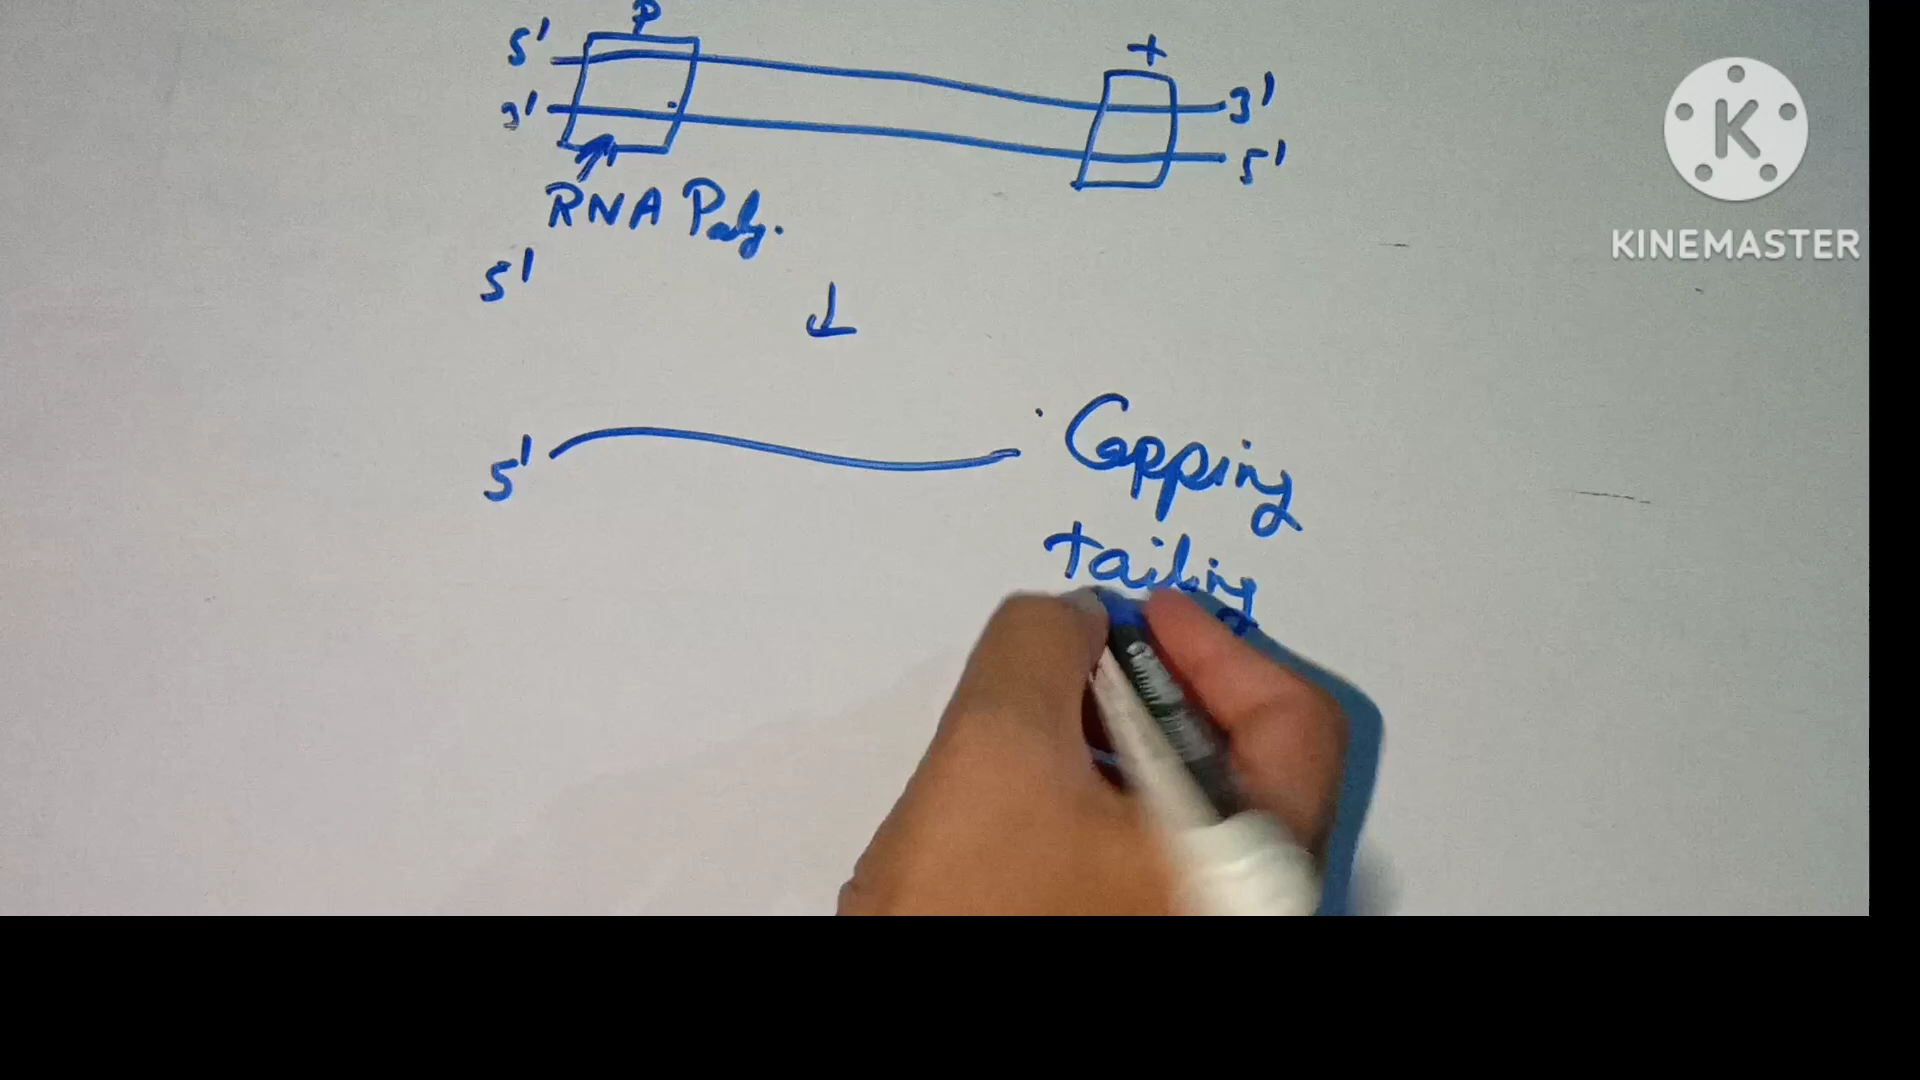 P
5' + 3'
3' 5'
RNA Poly.
5'
5' Capping
tailing
K
KINEMASTER